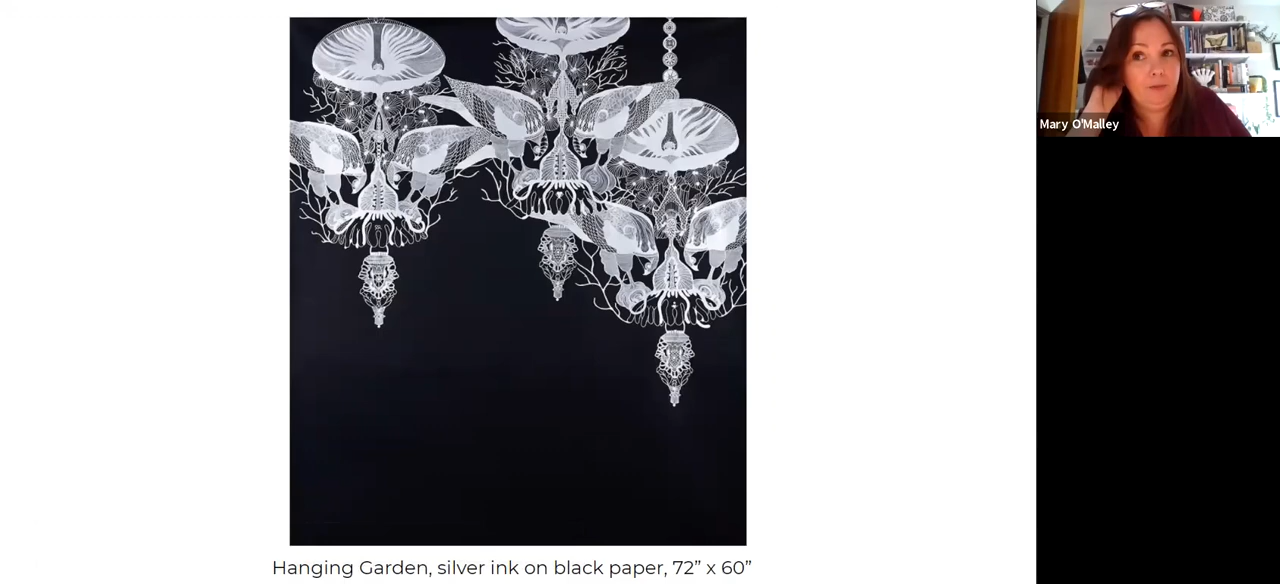 Mary O'Malley
Hanging Garden, silver ink on black paper, 72” x 60”